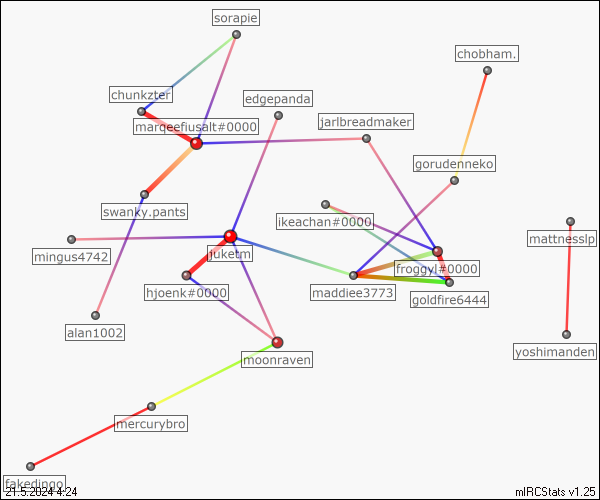 sorapie
chobham.
chunkzter
edgepanda
marqeefiusalt#0000
jarlbreadmaker
gorudenneko
swanky.pants
ikeachan#0000
mattnesslp
mingus4742
juketm
froggyl#0000
hjoenk#0000
maddiee3773
goldfire6444
alan1002
moonraven
yoshimanden
mercurybro
fakedingo
21.5.2024 4:24
mIRCStats v1.25